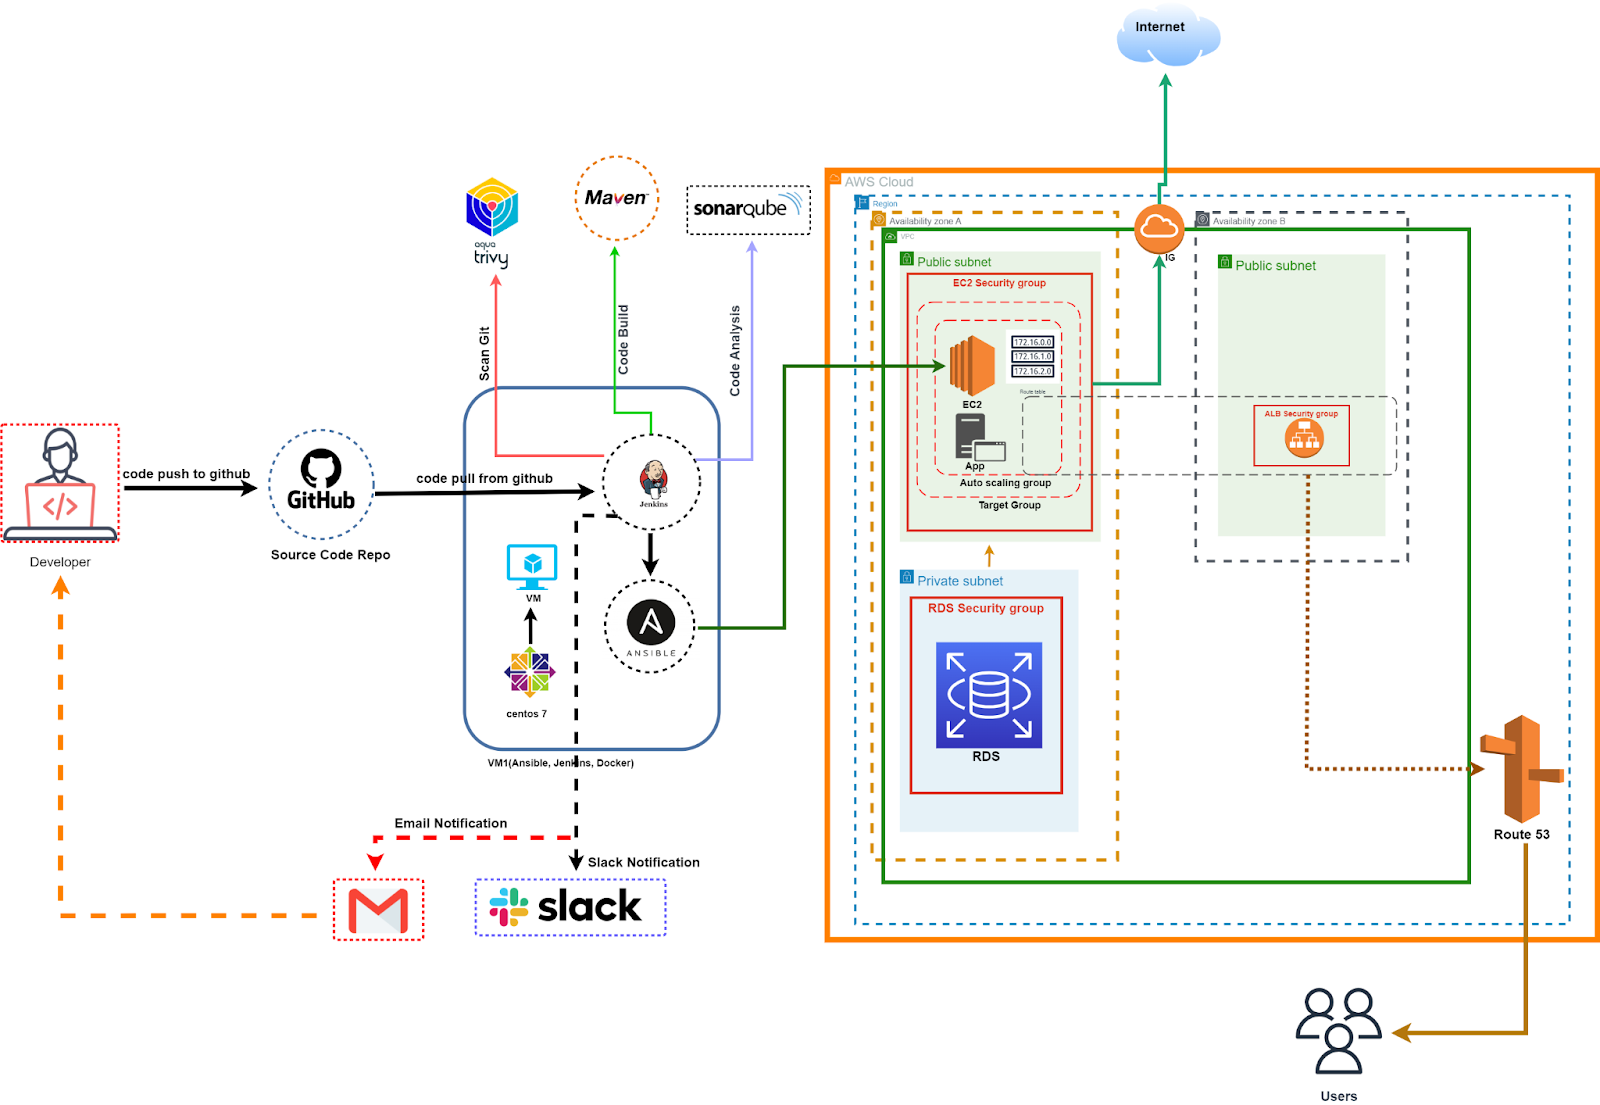 Internet
AWS Cloud
Region
Availability zone A
Availability zone B
VPC
IG
Public subnet
Public subnet
EC2 Security group
172.16.0.0
172.16.1.0
172.16.2.0
Route table
EC2
App
Auto scaling group
Target Group
ALB Security group
Private subnet
RDS Security group
RDS
Route 53
Users
aqua
trivy
Maven
sonarqube
Scan Git
Code Build
Code Analysis
Developer
code push to github
GitHub
Source Code Repo
code pull from github
Jenkins
VM
centos 7
ANSIBLE
VM1(Ansible, Jenkins, Docker)
Email Notification
Slack Notification
slack